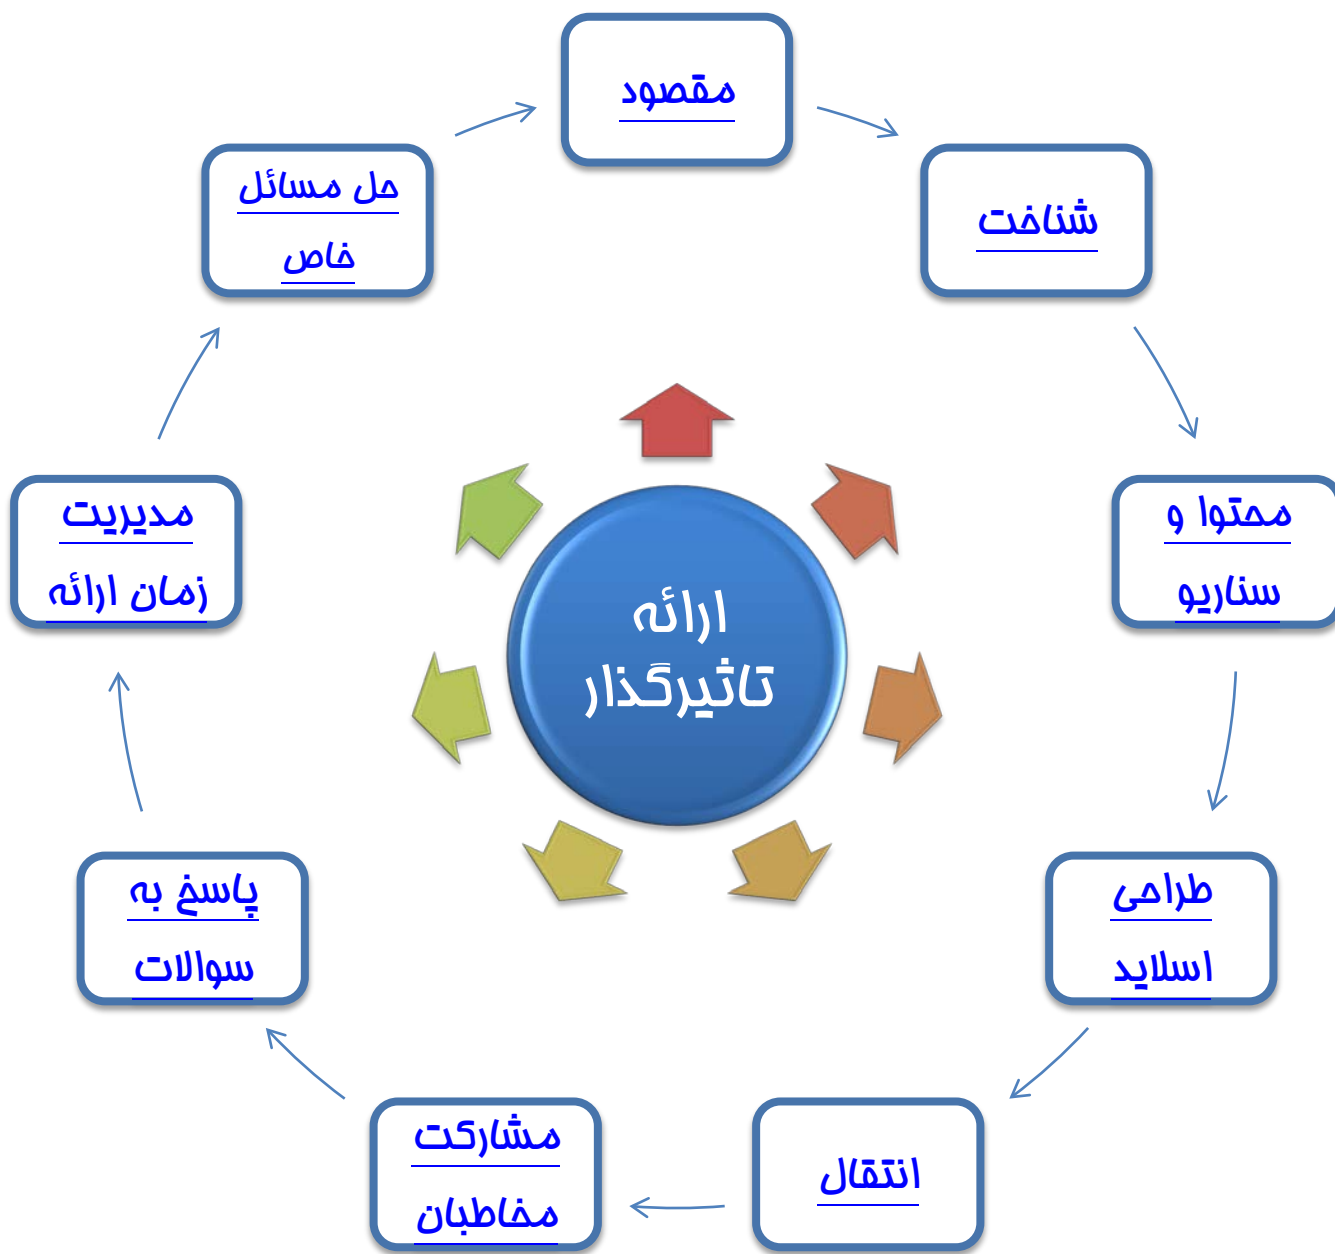 مقصود
شناخت
محتوا و
سناریو
طراحی
اسلاید
انتقال
مشارکت
مخاطبان
پاسخ به
سوالات
مدیریت
زمان ارائه
حل مسائل
خاص
ارائه
تاثیرگذار